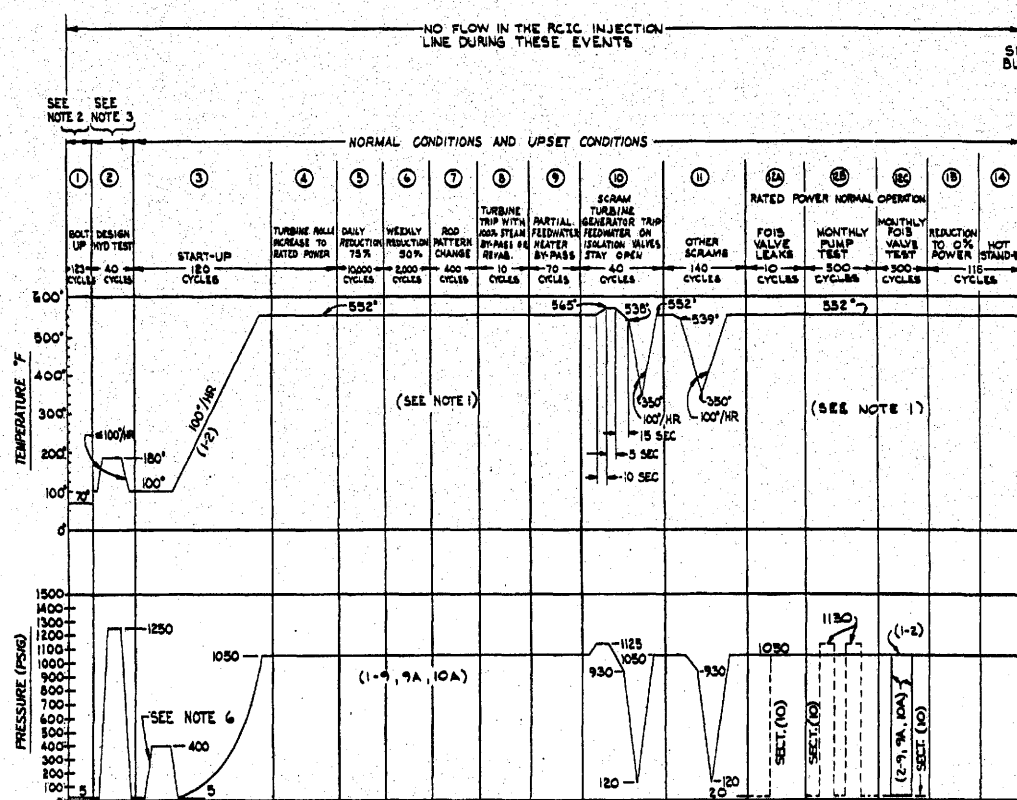 NO FLOW IN THE RCIC INJECTION
LINE DURING THESE EVENTS
SEE NOTE 2
SEE NOTE 3
NORMAL CONDITIONS AND UPSET CONDITIONS
1
2
3
4
5
6
7
8
9
10
11
12A
12B
12C
13
14
RATED POWER NORMAL OPERATION
BOLT UP
123 CYCLES
DESIGN HYD TEST
40 CYCLES
START-UP
120 CYCLES
TURBINE ROLL
INCREASE TO
RATED POWER
DAILY
REDUCTION
75%
10,000 CYCLES
WEEKLY
REDUCTION
50%
2,000 CYCLES
ROD
PATTERN
CHANGE
400 CYCLES
TURBINE
TRIP WITH
100% STEAM
BY-PASS OR
10 CYCLES
PARTIAL
FEEDWATER
HEATER
BY-PASS
70 CYCLES
SCRAM
TURBINE
GENERATOR TRIP
FEEDWATER ON
ISOLATION VALVES
STAY OPEN
40 CYCLES
OTHER
SCRAMS
140 CYCLES
VALVE
LEAKS
10 CYCLES
MONTHLY
PUMP
TEST
300 CYCLES
MONTHLY
VALVE
TEST
300 CYCLES
REDUCTION
TO 0%
POWER
HOT
CYCLES
TEMPERATURE °F
600°
500°
400°
300°
200°
100°
0°
70°
≤100°/HR
180°
100°
100°/HR
(1-2)
552°
(SEE NOTE 1)
565°
538°
552°
539°
350°
100°/HR
350°
100°/HR
15 SEC
5 SEC
10 SEC
552°
(SEE NOTE 1)
PRESSURE (PSIG)
1500
1400
1300
1200
1100
1000
900
800
700
600
500
400
300
200
100
5
1250
SEE NOTE 6
400
5
1050
(1-9, 9A, 10A)
1125
1050
930
120
930
120
20
1050
SECT.(10)
1130
SECT.(10)
(1-2)
(2-9, 9A, 10A)
SECT.(10)